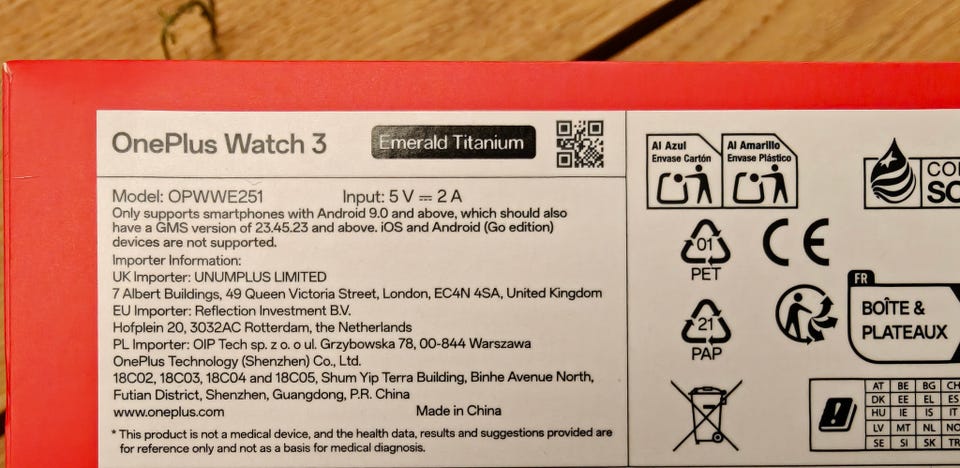 OnePlus Watch 3
Emerald Titanium
Model: OPWWE251 Input: 5 V ⎓ 2 A
Only supports smartphones with Android 9.0 and above, which should also
have a GMS version of 23.45.23 and above. iOS and Android (Go edition)
devices are not supported.
Importer Information:
UK Importer: UNUMPLUS LIMITED
7 Albert Buildings, 49 Queen Victoria Street, London, EC4N 4SA, United Kingdom
EU Importer: Reflection Investment B.V.
Hofplein 20, 3032AC Rotterdam, the Netherlands
PL Importer: OIP Tech sp. z o. o ul. Grzybowska 78, 00-844 Warszawa
OnePlus Technology (Shenzhen) Co., Ltd.
18C02, 18C03, 18C04 and 18C05, Shum Yip Terra Building, Binhe Avenue North,
Futian District, Shenzhen, Guangdong, P.R. China
www.oneplus.com Made in China
* This product is not a medical device, and the health data, results and suggestions provided are
for reference only and not as a basis for medical diagnosis.
Al Azul
Envase Cartón
Al Amarillo
Envase Plástico
01
PET
CE
21
PAP
FR
BOÎTE &
PLATEAUX
AT BE BG
DK EE EL ES
HU IE IS IT
LV MT NL NO
SE SI SK TR